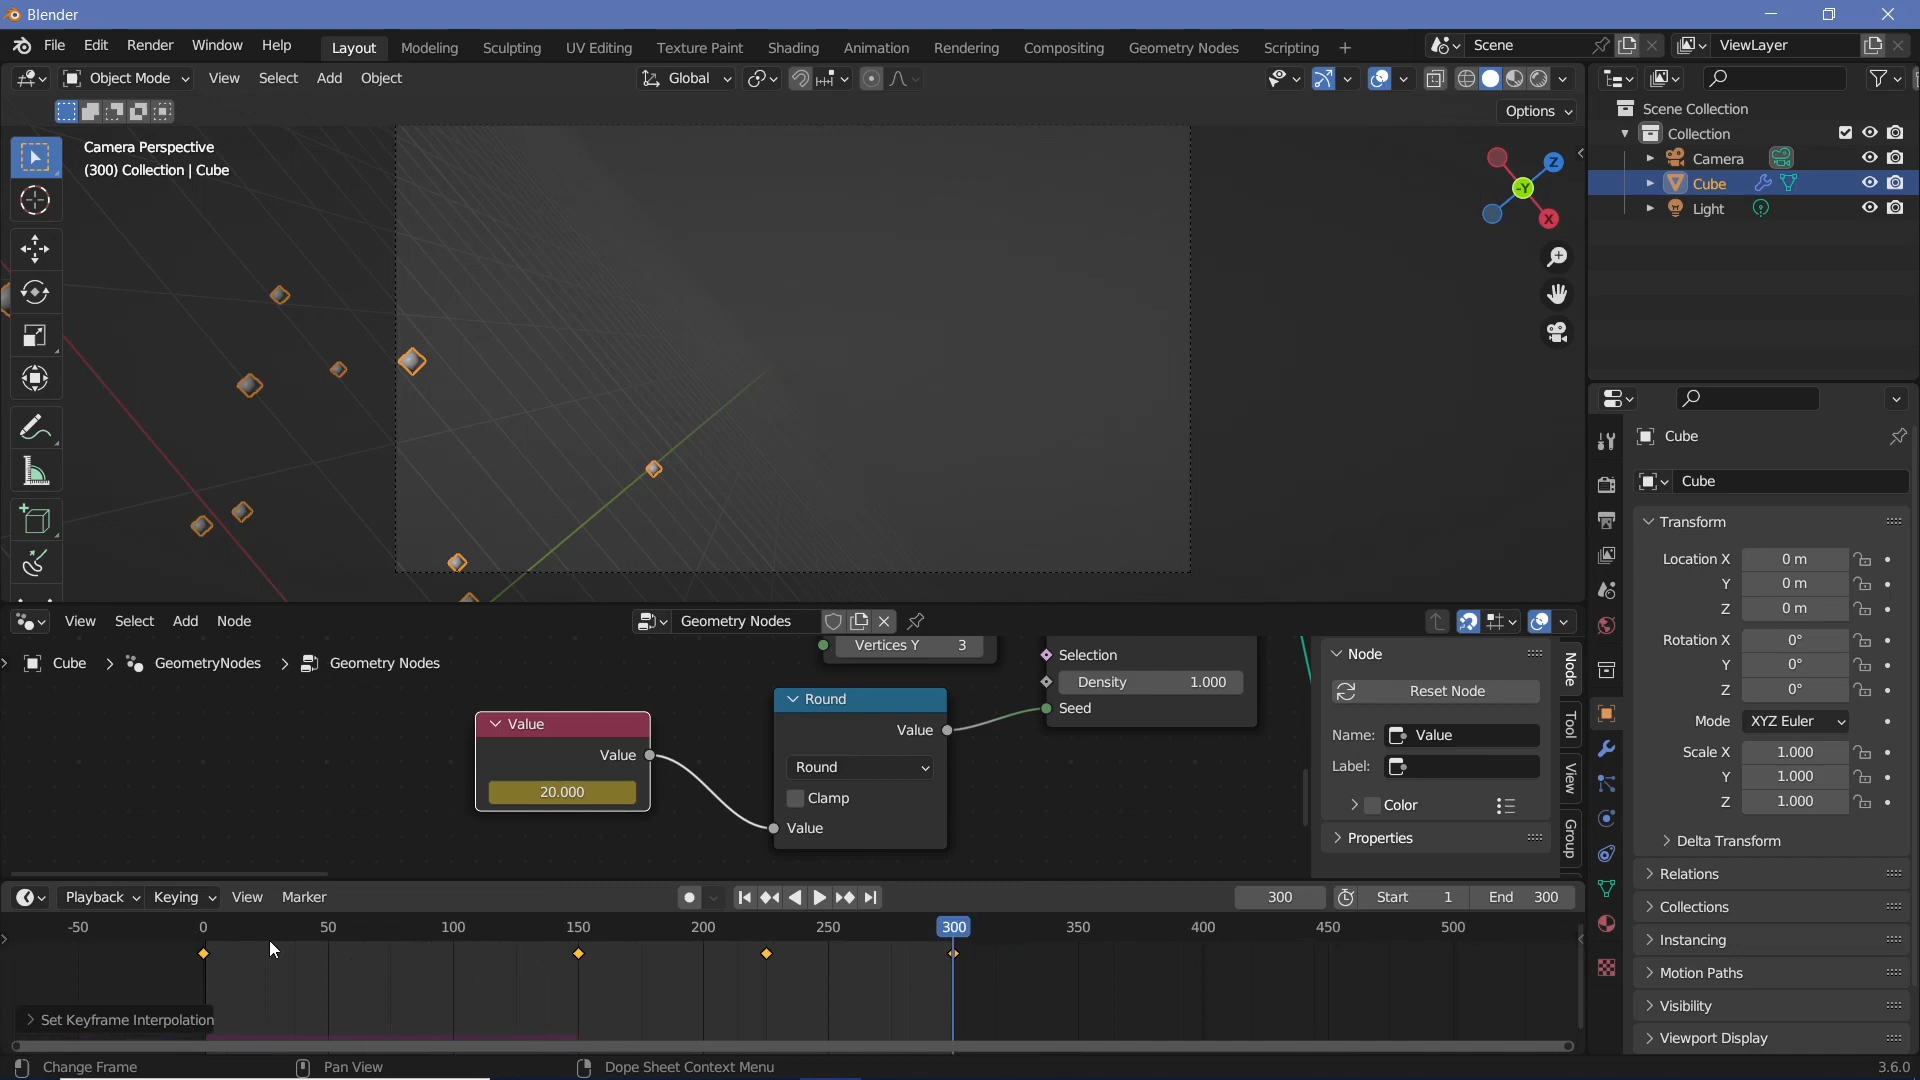 Blender
File Edit Render Window Help Layout Modeling Sculpting UV Editing Texture Paint Shading Animation Rendering Compositing Geometry Nodes Scripting + Scene ViewLayer
Object Mode View Select Add Object Global
Options
Camera Perspective
(300) Collection | Cube
Z
-Y
X
Scene Collection
Collection
Camera
Cube
Light
Cube
Cube
Transform
Location X 0 m
Y 0 m
Z 0 m
Rotation X 0°
Y 0°
Z 0°
Mode XYZ Euler
Scale X 1.000
Y 1.000
Z 1.000
Delta Transform
Relations
Collections
Instancing
Motion Paths
Visibility
Viewport Display
View Select Add Node Geometry Nodes
Cube > GeometryNodes > Geometry Nodes
Vertices Y 3
Selection
Density 1.000
Seed
Round
Value
Round
Clamp
Value
Value
Value
20.000
Node
Reset Node
Name: Value
Label:
Color
Properties
Node
Tool
View
Group
Playback Keying View Marker 300 Start 1 End 300
-50 0 50 100 150 200 250 300 350 400 450 500
Set Keyframe Interpolation
Change Frame Pan View Dope Sheet Context Menu 3.6.0